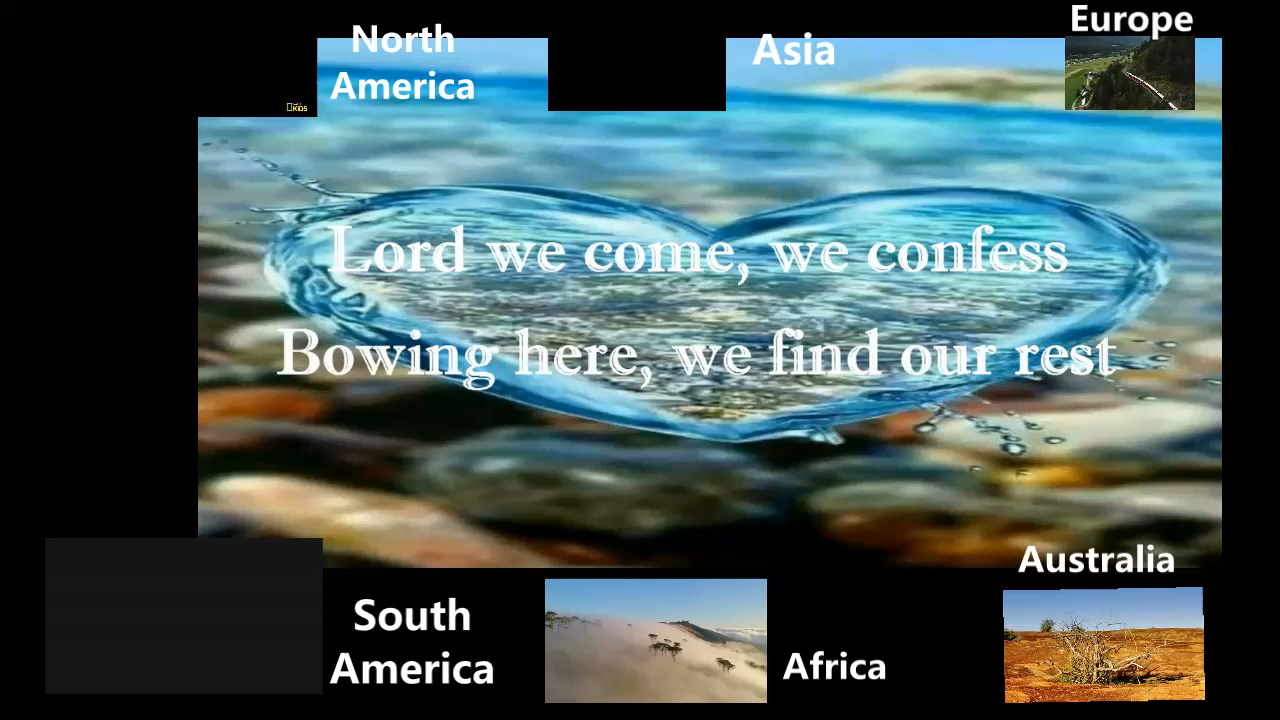 Europe
North
America
Asia
KIDS
Lord we come, we confess
Bowing here, we find our rest
Australia
South
America
Africa